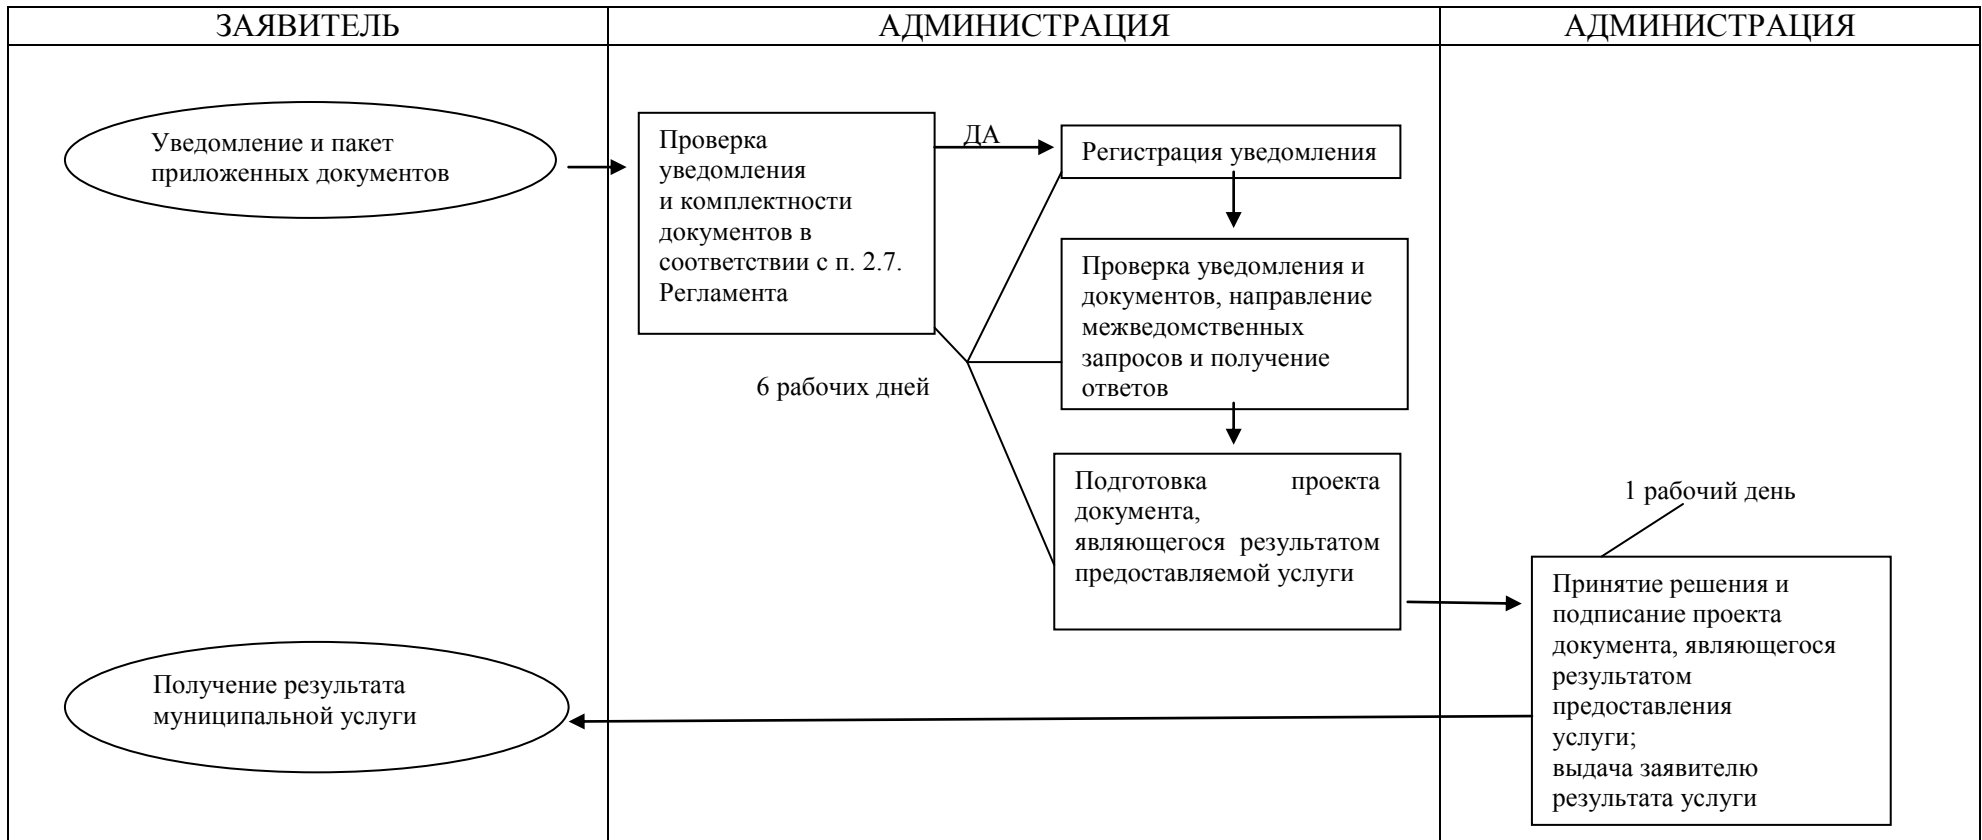 ЗАЯВИТЕЛЬ
АДМИНИСТРАЦИЯ
АДМИНИСТРАЦИЯ
Уведомление и пакет
приложенных документов
Проверка
уведомления
и комплектности
документов в
соответствии с п. 2.7.
Регламента
ДА
Регистрация уведомления
Проверка уведомления и
документов, направление
межведомственных
запросов и получение
ответов
6 рабочих дней
Подготовка проекта
документа,
являющегося результатом
предоставляемой услуги
1 рабочий день
Принятие решения и
подписание проекта
документа, являющегося
результатом
предоставления
услуги;
выдача заявителю
результата услуги
Получение результата
муниципальной услуги